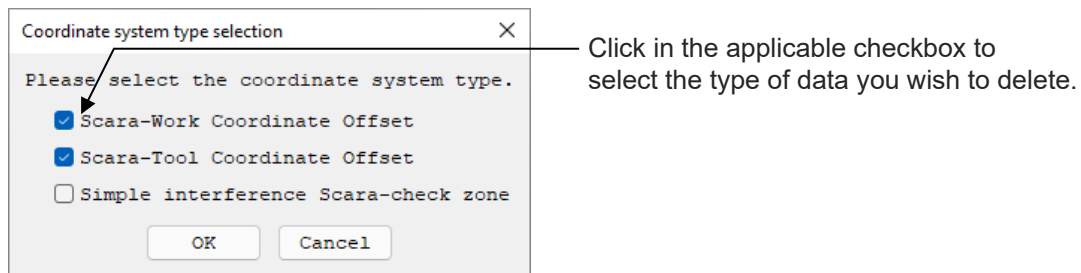 Coordinate system type selection
Please select the coordinate system type.
Scara-Work Coordinate Offset
Scara-Tool Coordinate Offset
Simple interference Scara-check zone
OK Cancel
Click in the applicable checkbox to
select the type of data you wish to delete.